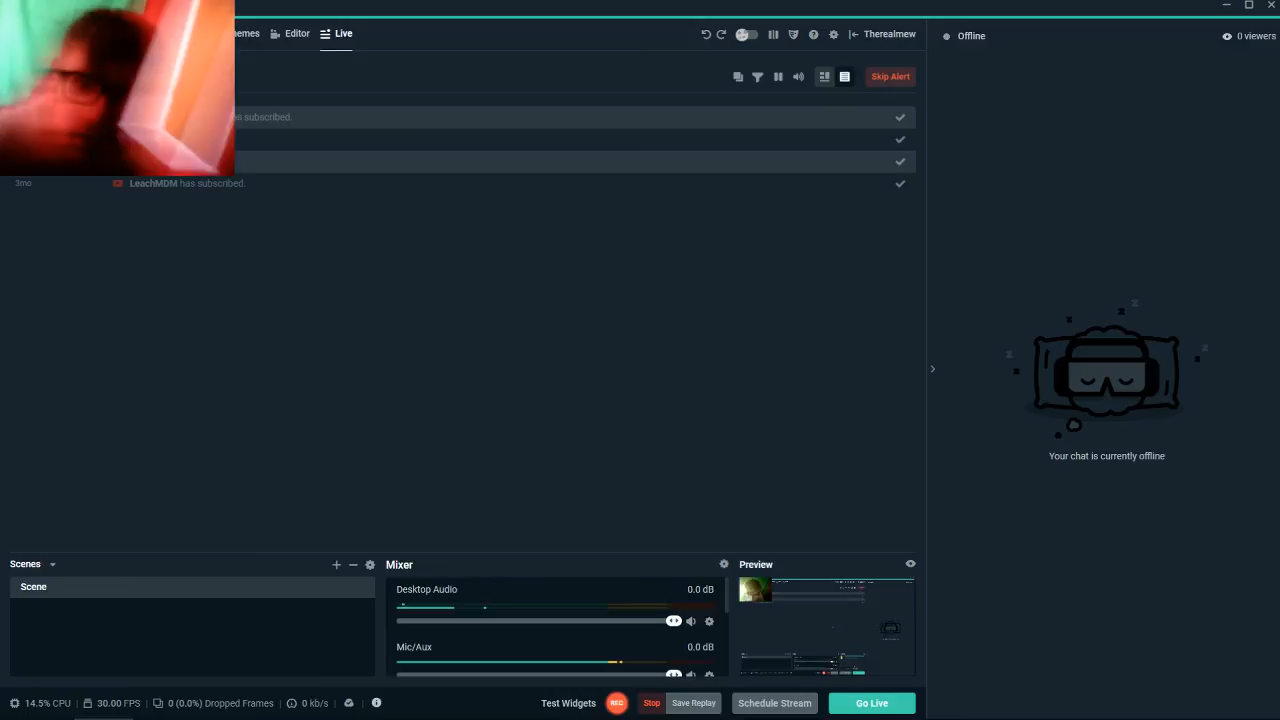 emes Editor Live Therealmew
Offline 0 viewers
Skip Alert
s subscribed.
3mo LeachMDM has subscribed.
z
z
z
z
Your chat is currently offline
Scenes
Scene
Mixer
Desktop Audio 0.0 dB
Mic/Aux 0.0 dB
Preview
14.5% CPU 30.00 FPS 0 (0.0%) Dropped Frames 0 kb/s
Test Widgets REC Stop Save Replay Schedule Stream Go Live